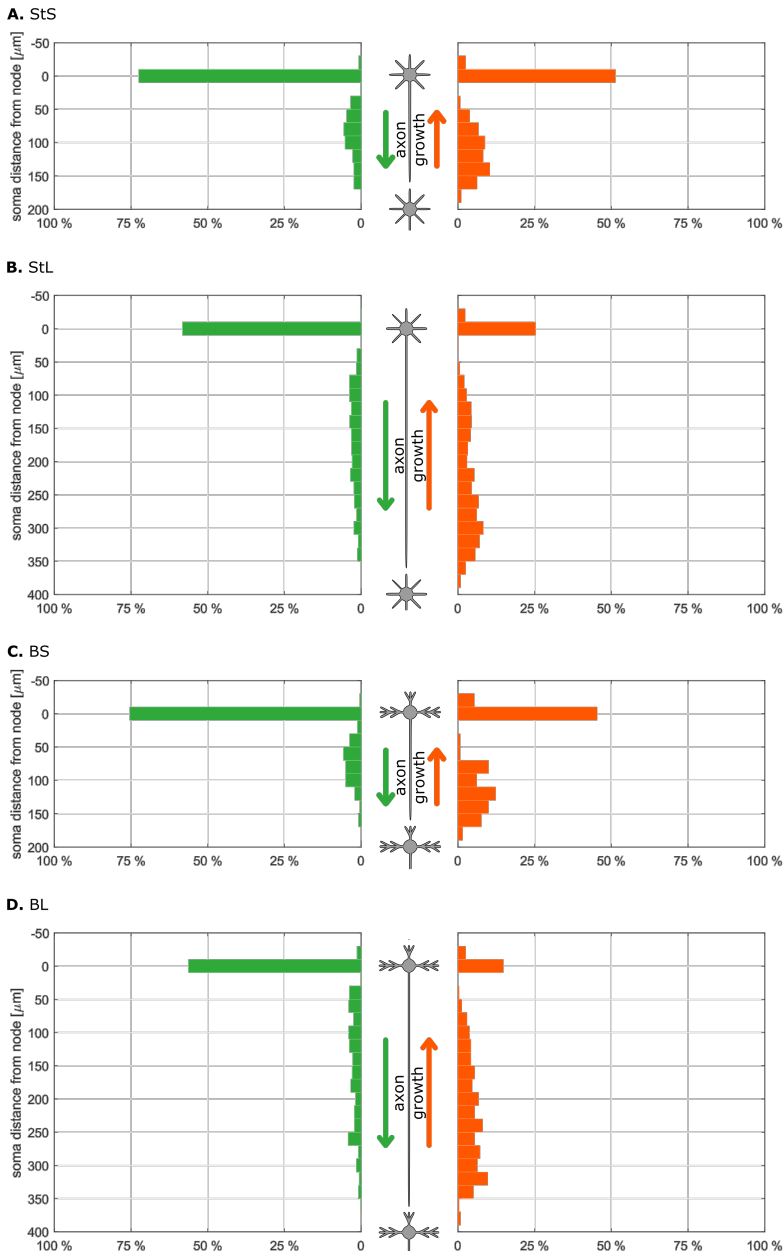 A. StS
soma distance from node [μm]
-50
0
50
100
150
200
100 % 75 % 50 % 25 % 0
axon
growth
0 25 % 50 % 75 % 100 %
B. StL
soma distance from node [μm]
-50
0
50
100
150
200
250
300
350
400
100 % 75 % 50 % 25 % 0
axon
growth
0 25 % 50 % 75 % 100 %
C. BS
soma distance from node [μm]
-50
0
50
100
150
200
100 % 75 % 50 % 25 % 0
axon
growth
0 25 % 50 % 75 % 100 %
D. BL
soma distance from node [μm]
-50
0
50
100
150
200
250
300
350
400
100 % 75 % 50 % 25 % 0
axon
growth
0 25 % 50 % 75 % 100 %